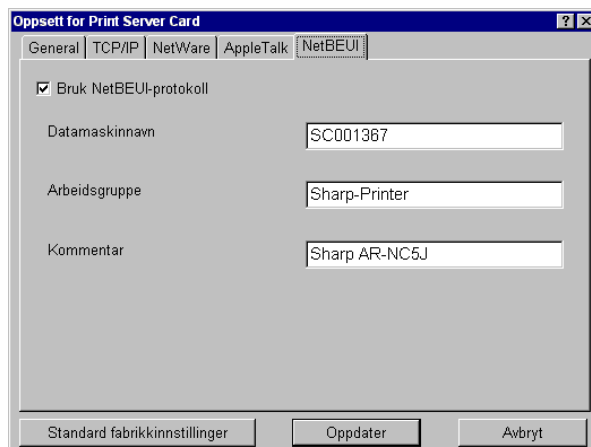 Oppsett for Print Server Card
General TCP/IP NetWare AppleTalk NetBEUI
Bruk NetBEUI-protokoll
Datamaskinnavn SC001367
Arbeidsgruppe Sharp-Printer
Kommentar Sharp AR-NC5J
Standard fabrikkinnstillinger Oppdater Avbryt